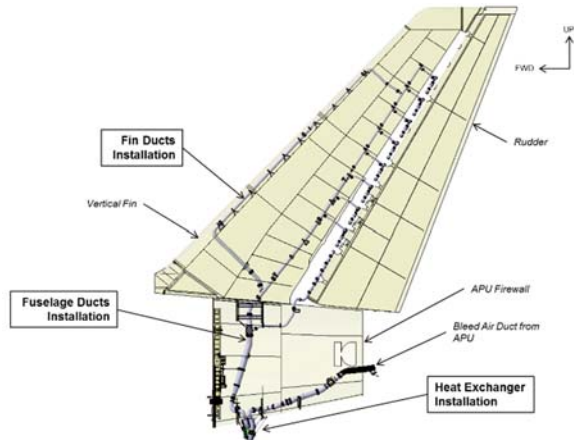 UP
FWD
Rudder
Fin Ducts
Installation
Vertical Fin
Fuselage Ducts
Installation
APU Firewall
Bleed Air Duct from
APU
Heat Exchanger
Installation